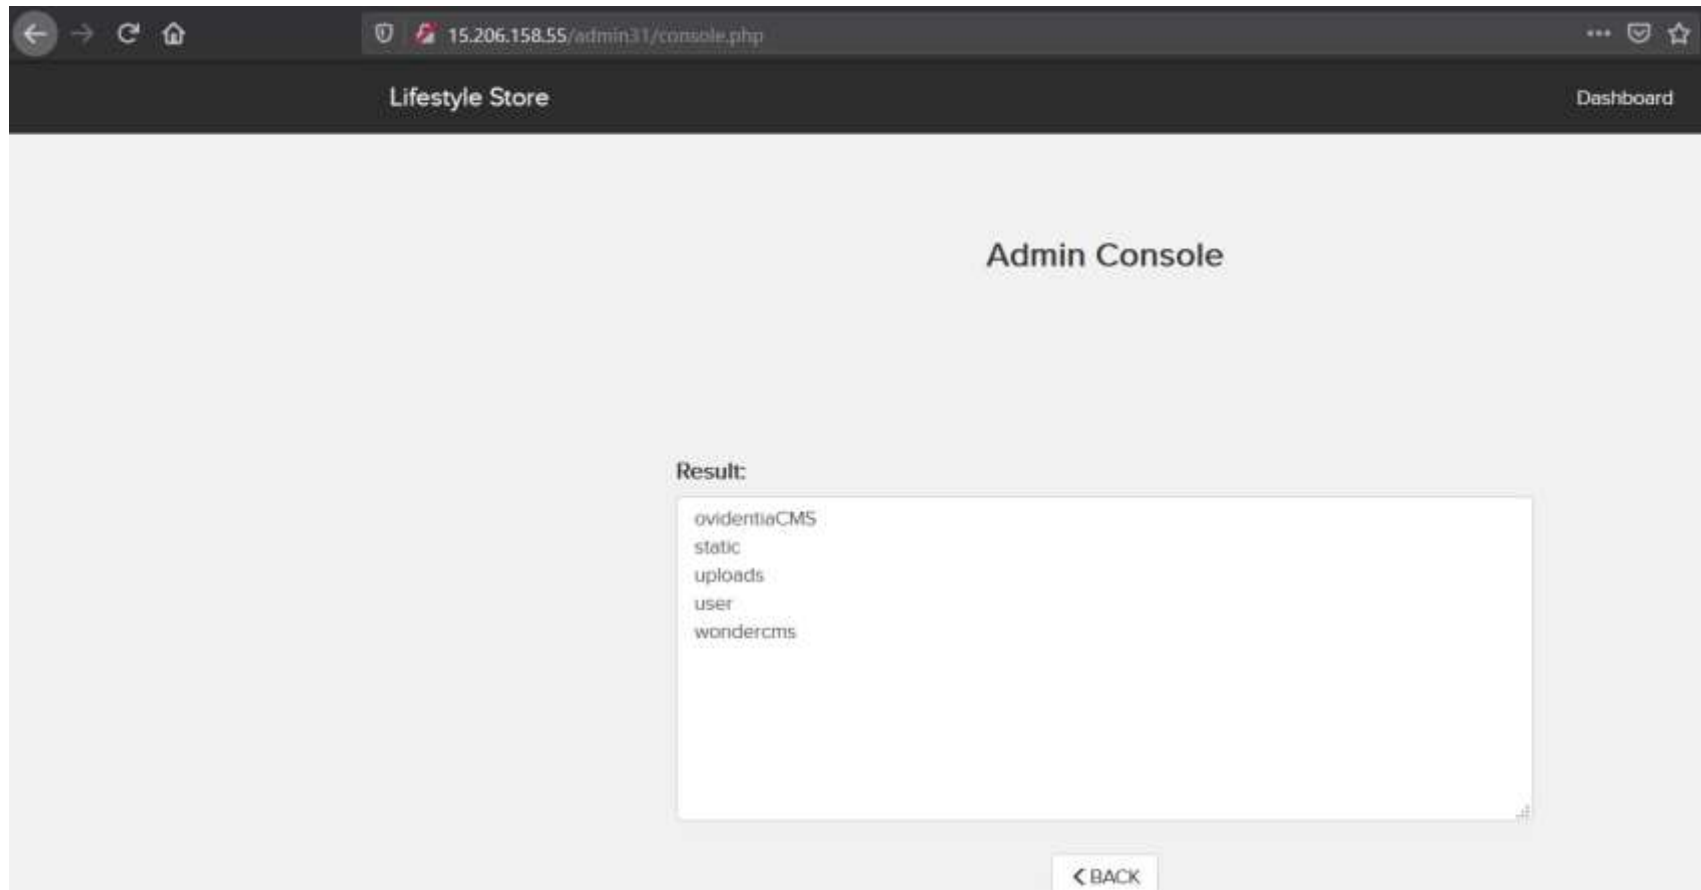 15.206.158.55/admin31/console.php
Lifestyle Store
Dashboard
Admin Console
Result:
ovidentiaCMS
static
uploads
user
wondercms
BACK